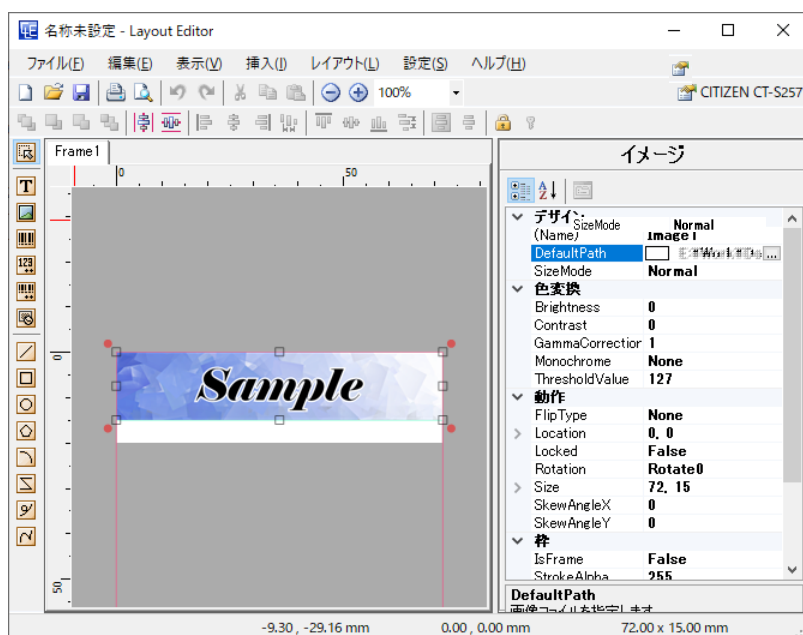 名称未設定 - Layout Editor
ファイル(F) 編集(E) 表示(V) 挿入(I) レイアウト(L) 設定(S) ヘルプ(H)
100% CITIZEN CT-S257
Frame1
イメージ
0 50
デザイン
SizeMode Normal
(Name) Image1
DefaultPath
SizeMode Normal
色変換
Brightness 0
Contrast 0
GammaCorrection 1
Monochrome None
ThresholdValue 127
動作
FlipType None
Location 0, 0
Locked False
Rotation Rotate0
Size 72, 15
SkewAngleX 0
SkewAngleY 0
枠
IsFrame False
StrokeAlpha 255
0
Sample
50
DefaultPath
画像ファイルを指定します
-9.30 , -29.16 mm 0.00 , 0.00 mm 72.00 x 15.00 mm